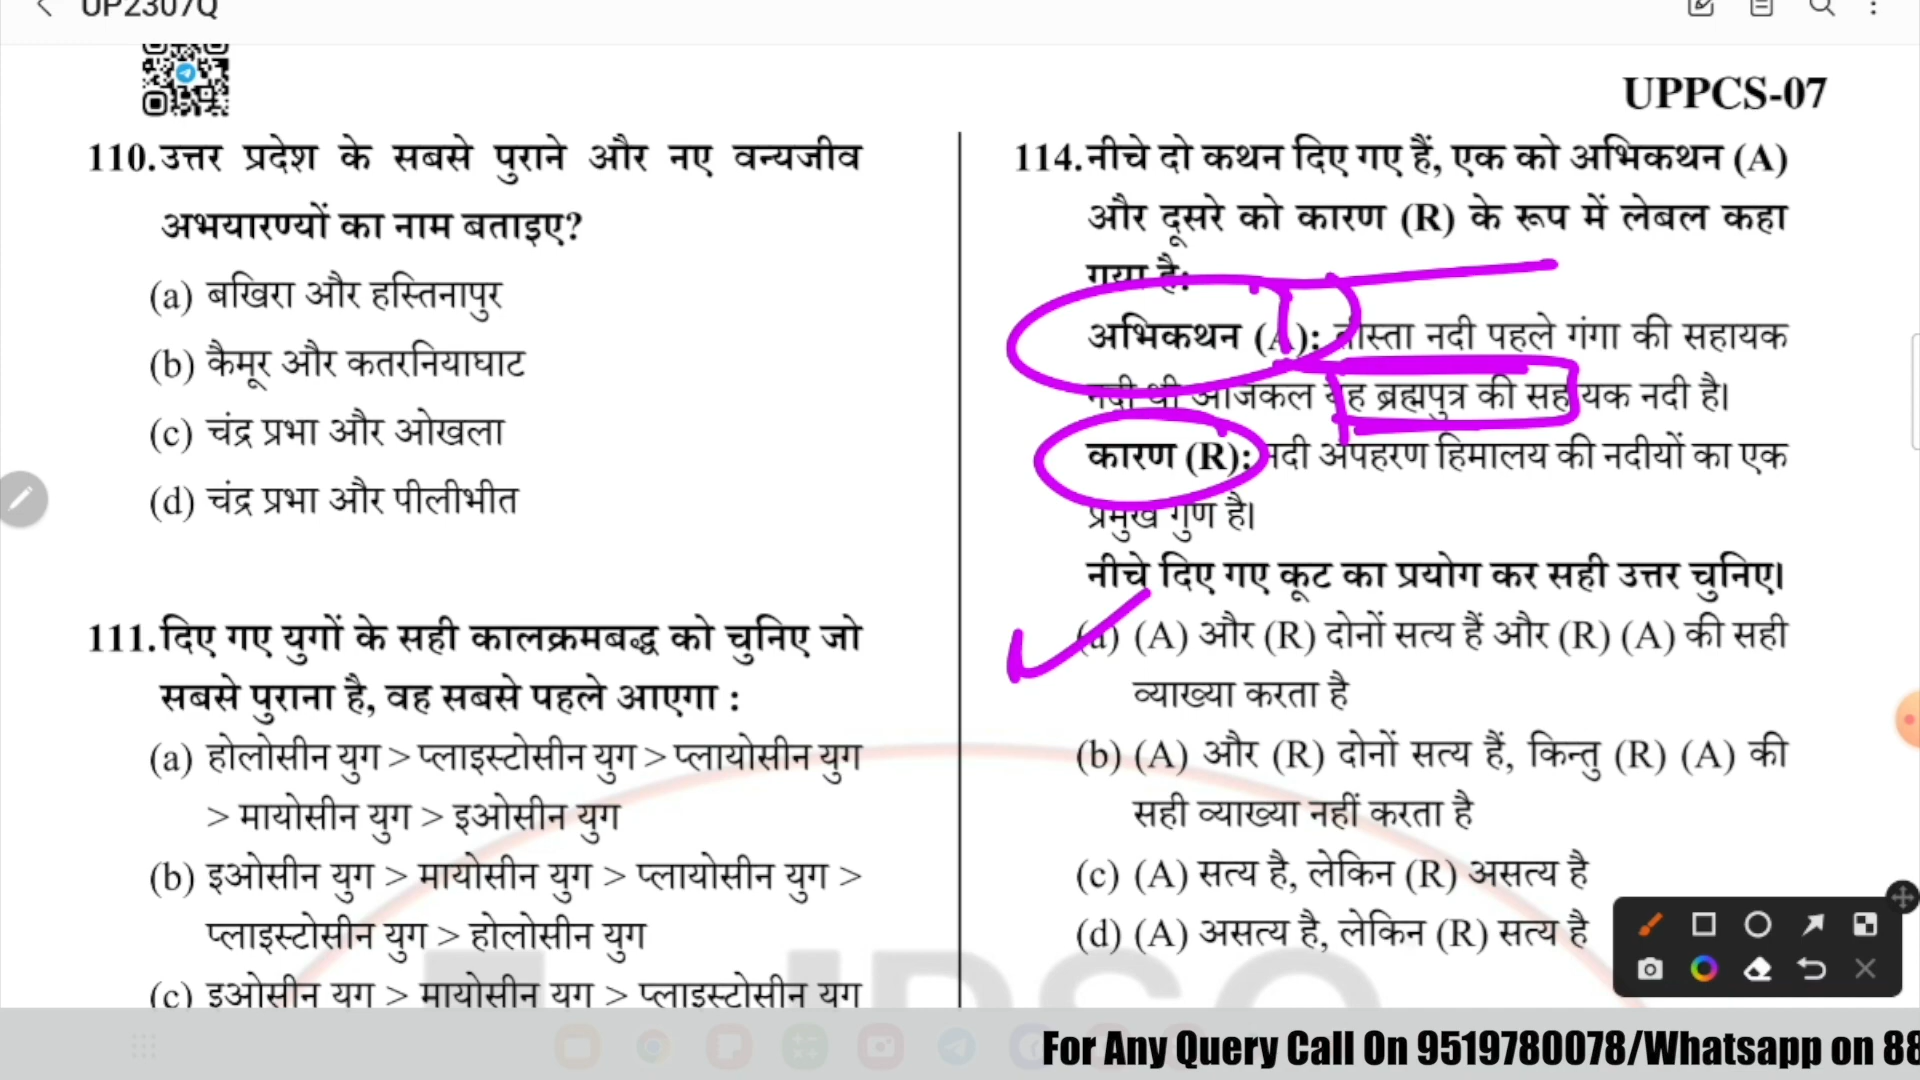 UP2307Q
UPPCS-07
110.उत्तर प्रदेश के सबसे पुराने और नए वन्यजीव
अभयारण्यों का नाम बताइए?
(a) बखिरा और हस्तिनापुर
(b) कैमूर और कतरनियाघाट
(c) चंद्र प्रभा और ओखला
(d) चंद्र प्रभा और पीलीभीत
111.दिए गए युगों के सही कालक्रमबद्ध को चुनिए जो
सबसे पुराना है, वह सबसे पहले आएगा :
(a) होलोसीन युग > प्लाइस्टोसीन युग > प्लायोसीन युग
> मायोसीन युग > इओसीन युग
(b) इओसीन युग > मायोसीन युग > प्लायोसीन युग >
प्लाइस्टोसीन युग > होलोसीन युग
(c) इओसीन युग > मायोसीन युग > प्लाइस्टोसीन युग
114.नीचे दो कथन दिए गए हैं, एक को अभिकथन (A)
और दूसरे को कारण (R) के रूप में लेबल कहा
गया है:
अभिकथन (A): तीस्ता नदी पहले गंगा की सहायक
नदी थी आजकल यह ब्रह्मपुत्र की सहायक नदी है।
कारण (R): नदी अपहरण हिमालय की नदीयों का एक
प्रमुख गुण है।
नीचे दिए गए कूट का प्रयोग कर सही उत्तर चुनिए।
(a) (A) और (R) दोनों सत्य हैं और (R) (A) की सही
व्याख्या करता है
(b) (A) और (R) दोनों सत्य हैं, किन्तु (R) (A) की
सही व्याख्या नहीं करता है
(c) (A) सत्य है, लेकिन (R) असत्य है
(d) (A) असत्य है, लेकिन (R) सत्य है
For Any Query Call On 9519780078/Whatsapp on 88